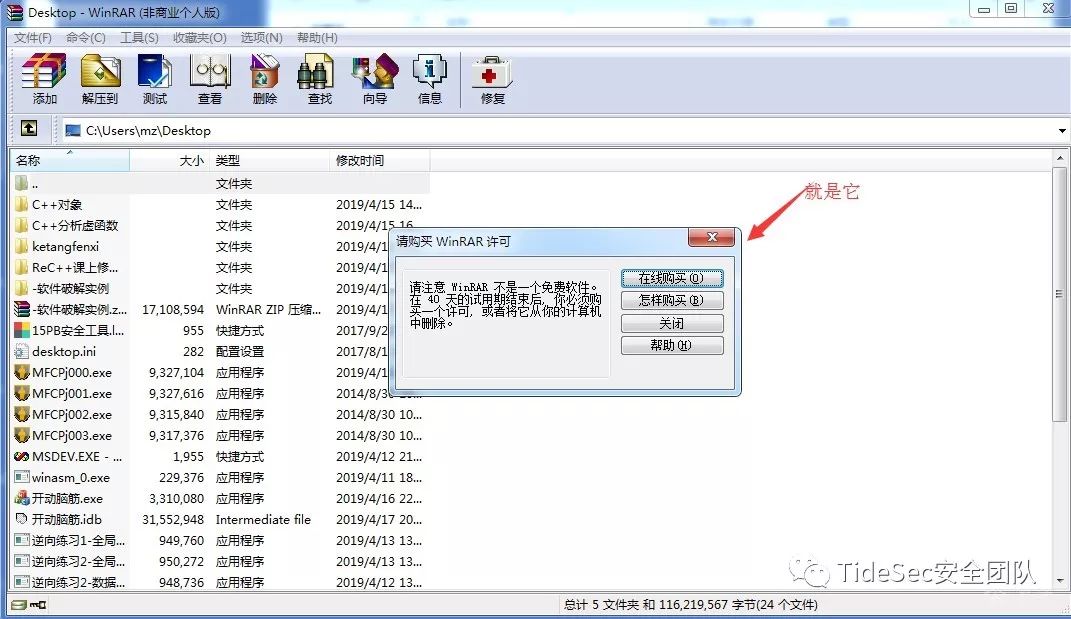 Desktop - WinRAR (非商业个人版)
文件(F) 命令(C) 工具(S) 收藏夹(O) 选项(N) 帮助(H)
添加 解压到 测试 查看 删除 查找 向导 信息 修复
C:\Users\mz\Desktop
名称 大小 类型 修改时间
.. 文件夹
C++对象 文件夹 2019/4/15 14...
C++分析虚函数 文件夹 2019/4/15 16...
ketangfenxi 文件夹 2019/4/1
ReC++课上修... 文件夹 2019/4/1
-软件破解实例 文件夹 2019/4/1
-软件破解实例.z... 17,108,594 WinRAR ZIP 压缩... 2019/4/1
15PB安全工具.l... 955 快捷方式 2017/9/2
desktop.ini 282 配置设置 2017/8/1
MFCPj000.exe 9,327,104 应用程序 2019/4/1
MFCPj001.exe 9,327,616 应用程序 2014/8/30
MFCPj002.exe 9,315,840 应用程序 2014/8/30 10...
MFCPj003.exe 9,317,376 应用程序 2014/8/30 10...
MSDEV.EXE - ... 1,955 快捷方式 2019/4/12 21...
winasm_0.exe 229,376 应用程序 2019/4/11 18...
开动脑筋.exe 3,310,080 应用程序 2019/4/16 22...
开动脑筋.idb 31,552,948 Intermediate file 2019/4/17 20...
逆向练习1-全局... 949,760 应用程序 2019/4/13 13...
逆向练习2-全局... 950,272 应用程序 2019/4/13 13...
逆向练习2-数据... 948,736 应用程序 2019/4/12 13...
就是它
请购买 WinRAR 许可
请注意 WinRAR 不是一个免费软件。
在 40 天的试用期结束后，你必须购
买一个许可，或者将它从你的计算机
中删除。
在线购买(O)
怎样购买(B)
关闭
帮助(H)
TideSec安全团队
总计 5 文件夹 和 116,219,567 字节(24 个文件)